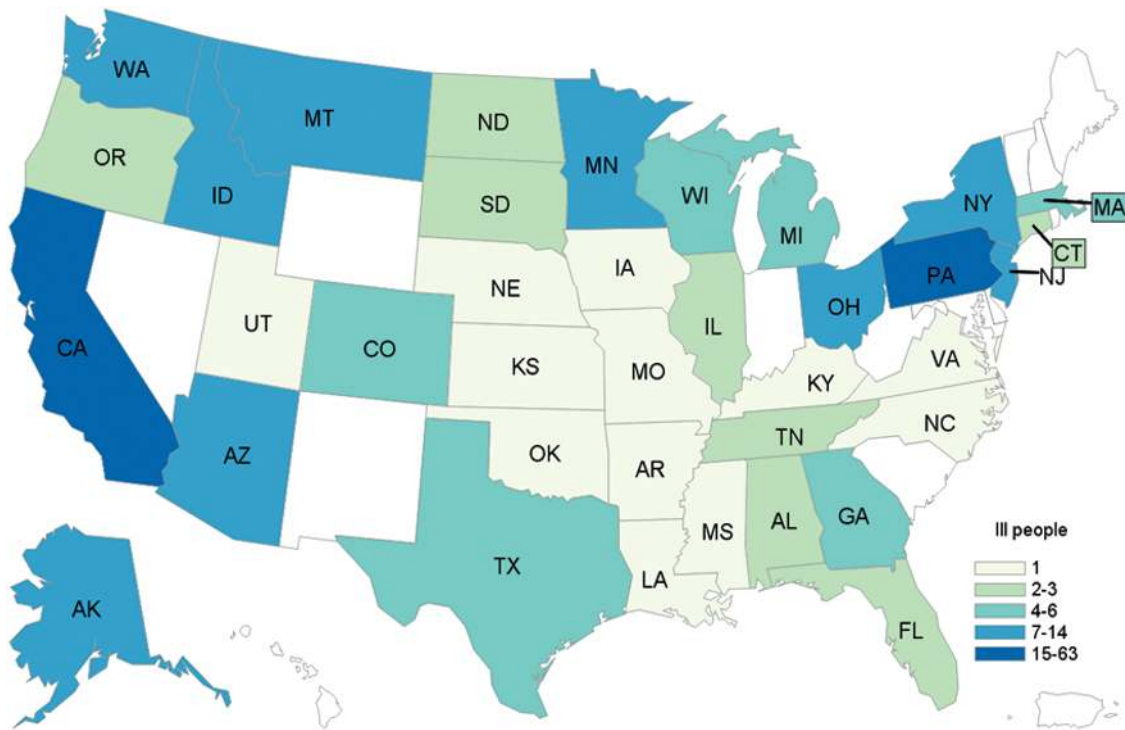 WA
MT
ND
MN
OR
ID
SD
WI
MI
NY
MA
CT
NJ
PA
OH
IA
NE
IL
UT
CO
CA
KS
MO
KY
VA
NC
TN
AZ
OK
AR
MS
AL
GA
TX
LA
FL
AK
Ill people
1
2-3
4-6
7-14
15-63